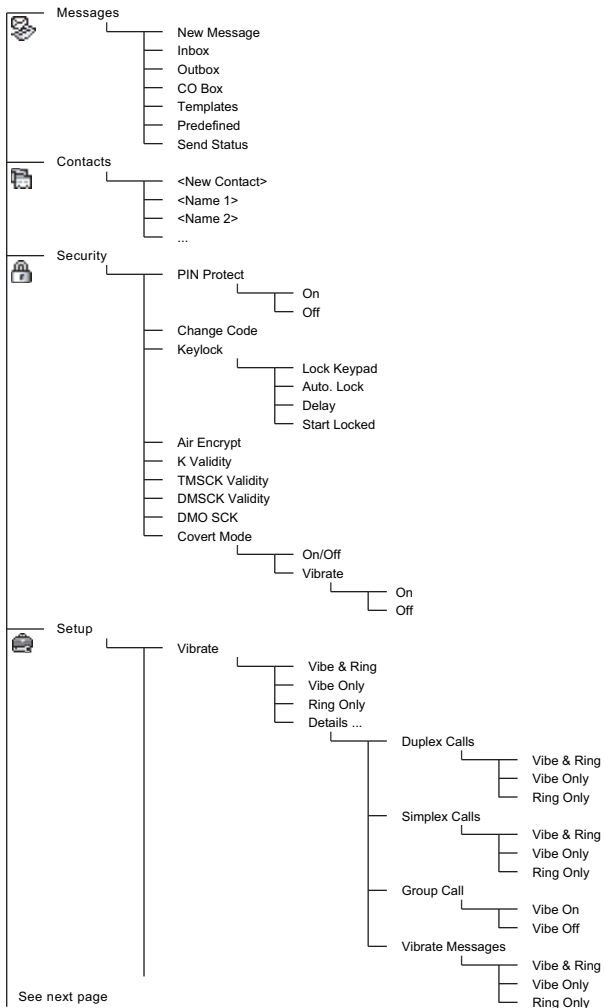 Messages
New Message
Inbox
Outbox
CO Box
Templates
Predefined
Send Status
Contacts
<New Contact>
<Name 1>
<Name 2>
...
Security
PIN Protect
On
Off
Change Code
Keylock
Lock Keypad
Auto. Lock
Delay
Start Locked
Air Encrypt
K Validity
TMSCK Validity
DMSCK Validity
DMO SCK
Covert Mode
On/Off
Vibrate
On
Off
Setup
Vibrate
Vibe & Ring
Vibe Only
Ring Only
Details ...
Duplex Calls
Vibe & Ring
Vibe Only
Ring Only
Simplex Calls
Vibe & Ring
Vibe Only
Ring Only
Group Call
Vibe On
Vibe Off
Vibrate Messages
Vibe & Ring
Vibe Only
Ring Only
See next page